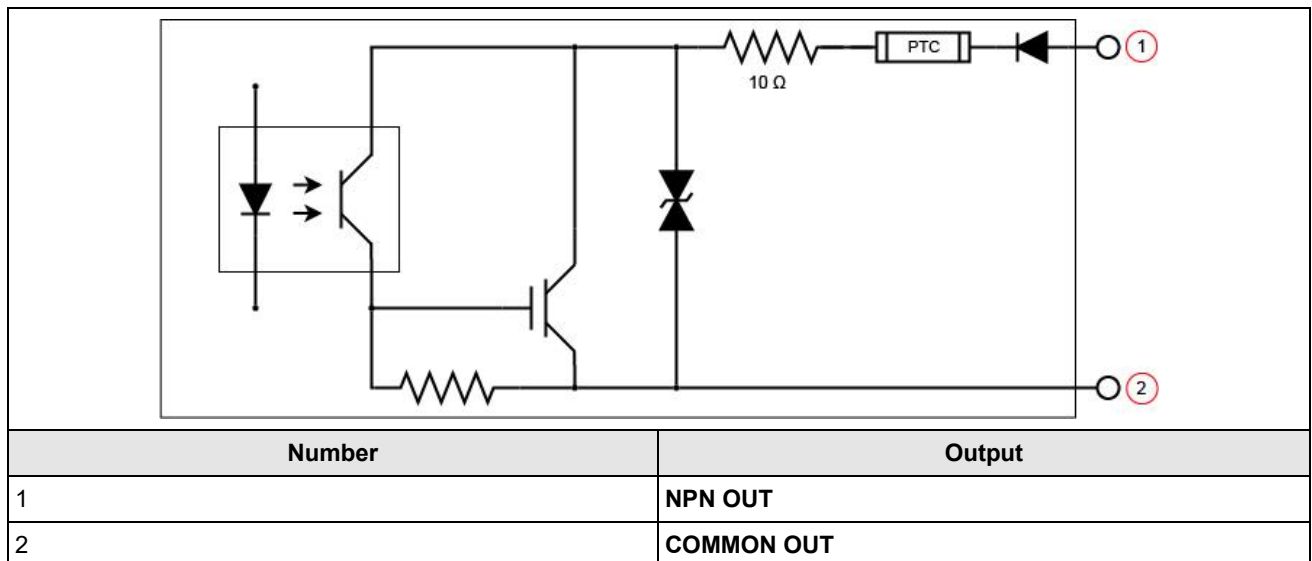 PTC
1
10 Ω
2
Number Output
1 NPN OUT
2 COMMON OUT